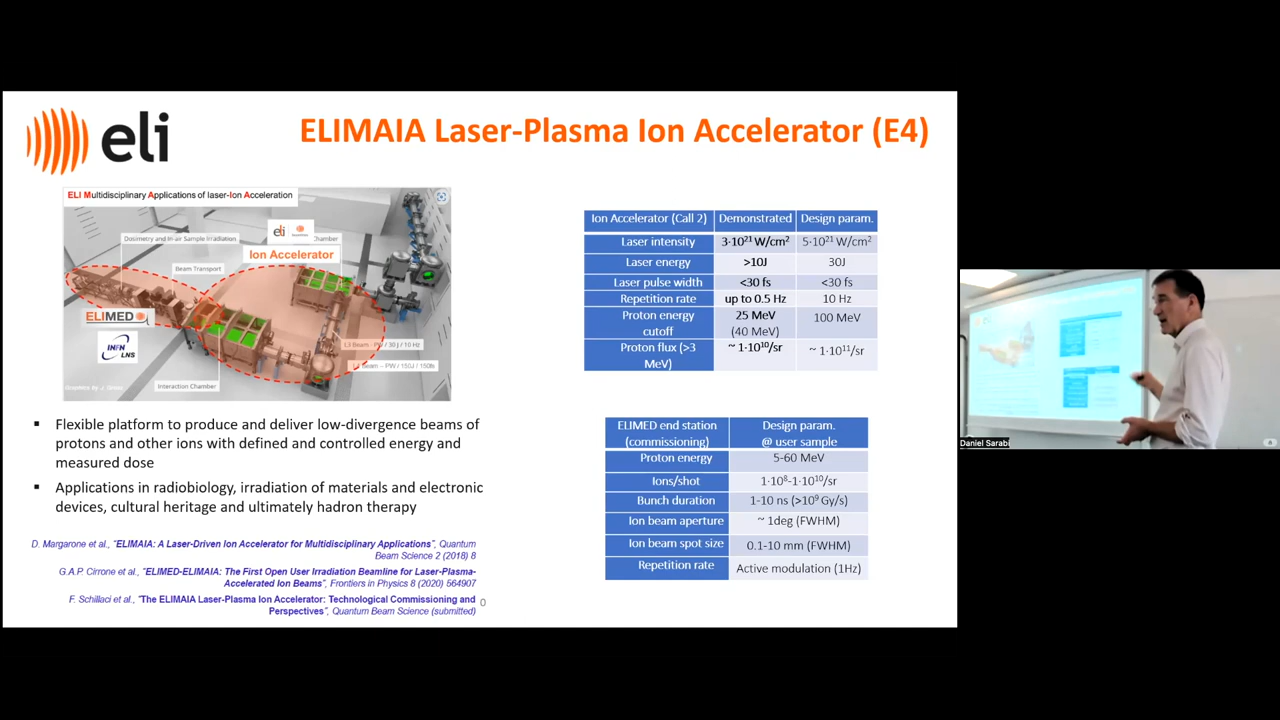 eli
ELIMAIA Laser-Plasma Ion Accelerator (E4)
ELI Multidisciplinary Applications of laser-Ion Acceleration
Dosimetry and In-air Sample Irradiation
eli
Chamber
Ion Accelerator
Beam Transport
ELIMED
INFN
LNS
L3 Beam - PW / 30 J / 10 Hz
L4 Beam – PW / 150J / 150fs
Interaction Chamber
Ion Accelerator (Call 2) Demonstrated Design param.
Laser intensity 3·10²¹ W/cm² 5·10²¹ W/cm²
Laser energy >10J 30J
Laser pulse width <30 fs <30 fs
Repetition rate up to 0.5 Hz 10 Hz
Proton energy cutoff 25 MeV (40 MeV) 100 MeV
Proton flux (>3 MeV) ~ 1·10¹⁰/sr ~ 1·10¹¹/sr
▪ Flexible platform to produce and deliver low-divergence beams of
protons and other ions with defined and controlled energy and
measured dose
▪ Applications in radiobiology, irradiation of materials and electronic
devices, cultural heritage and ultimately hadron therapy
ELIMED end station (commissioning) Design param. @ user sample
Proton energy 5-60 MeV
Ions/shot 1·10⁸-1·10¹⁰/sr
Bunch duration 1-10 ns (>10⁹ Gy/s)
Ion beam aperture ~ 1deg (FWHM)
Ion beam spot size 0.1-10 mm (FWHM)
Repetition rate Active modulation (1Hz)
D. Margarone et al., "ELIMAIA: A Laser-Driven Ion Accelerator for Multidisciplinary Applications", Quantum
Beam Science 2 (2018) 8
G.A.P. Cirrone et al., "ELIMED-ELIMAIA: The First Open User Irradiation Beamline for Laser-Plasma-
Accelerated Ion Beams", Frontiers in Physics 8 (2020) 564907
F. Schillaci et al., "The ELIMAIA Laser-Plasma Ion Accelerator: Technological Commissioning and
Perspectives", Quantum Beam Science (submitted)
0
Daniel Sarabi